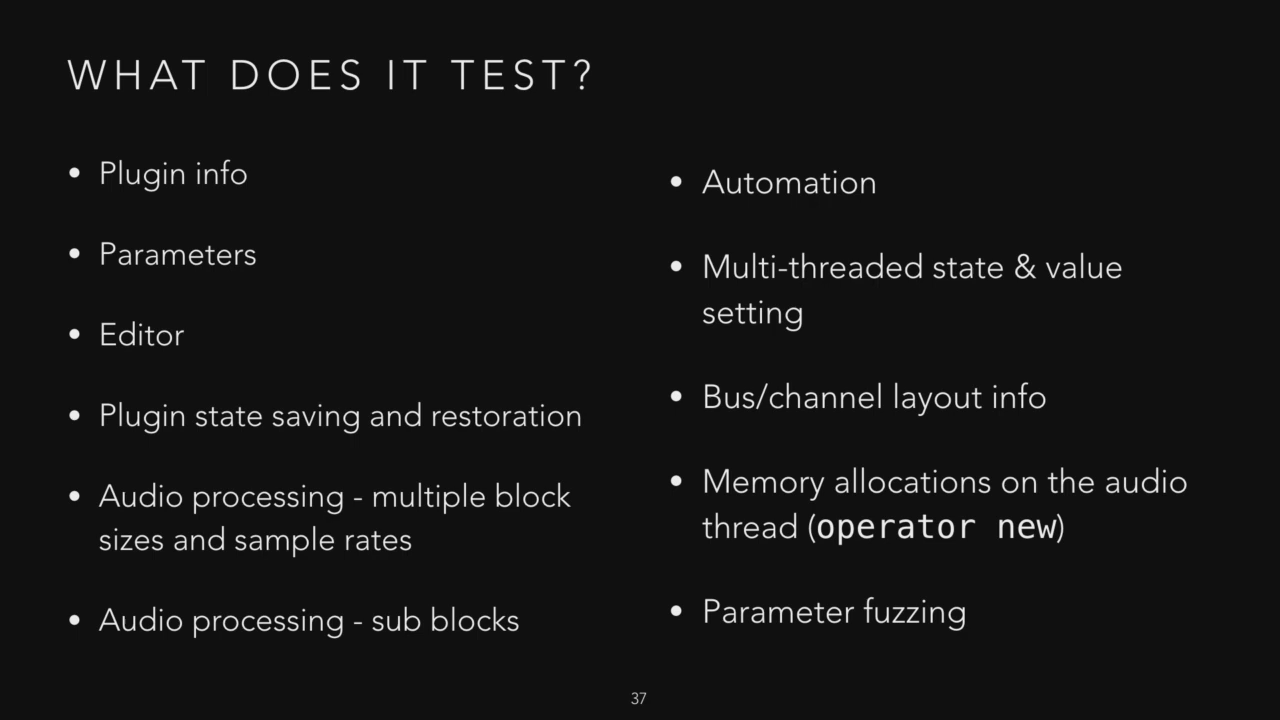 WHAT DOES IT TEST?
• Plugin info
• Parameters
• Editor
• Plugin state saving and restoration
• Audio processing - multiple block
sizes and sample rates
• Audio processing - sub blocks
• Automation
• Multi-threaded state & value
setting
• Bus/channel layout info
• Memory allocations on the audio
thread (operator new)
• Parameter fuzzing
37